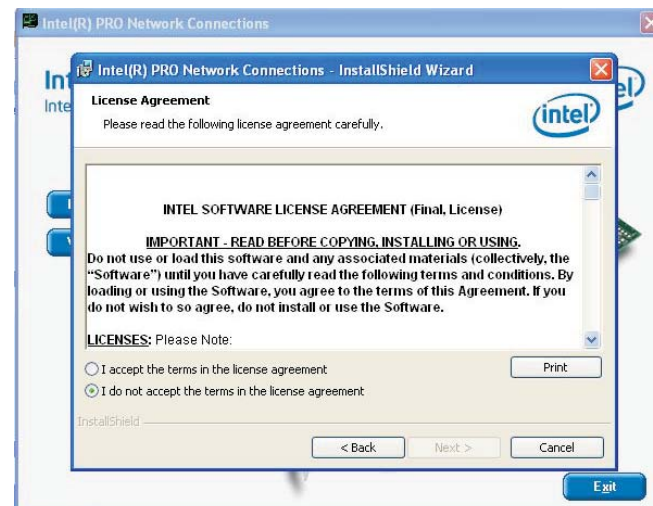 Intel(R) PRO Network Connections
Intel(R) PRO Network Connections - InstallShield Wizard
License Agreement
Please read the following license agreement carefully.
intel
INTEL SOFTWARE LICENSE AGREEMENT (Final, License)
IMPORTANT - READ BEFORE COPYING, INSTALLING OR USING.
Do not use or load this software and any associated materials (collectively, the
“Software”) until you have carefully read the following terms and conditions. By
loading or using the Software, you agree to the terms of this Agreement. If you
do not wish to so agree, do not install or use the Software.
LICENSES: Please Note:
I accept the terms in the license agreement
Print
I do not accept the terms in the license agreement
InstallShield
< Back
Next >
Cancel
Exit